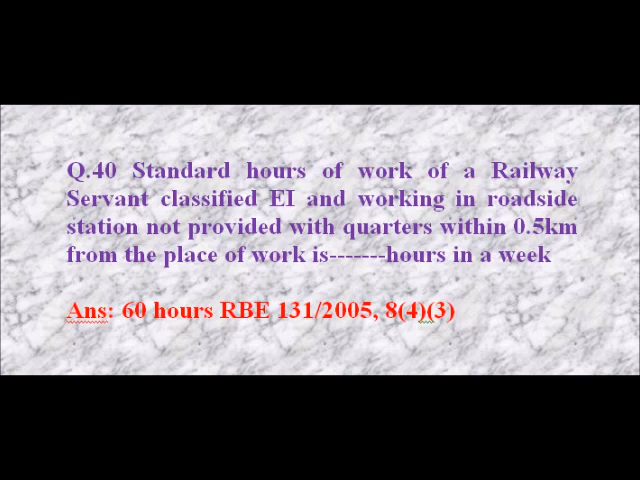 Q.40 Standard hours of work of a Railway
Servant classified EI and working in roadside
station not provided with quarters within 0.5km
from the place of work is-------hours in a week
Ans: 60 hours RBE 131/2005, 8(4)(3)